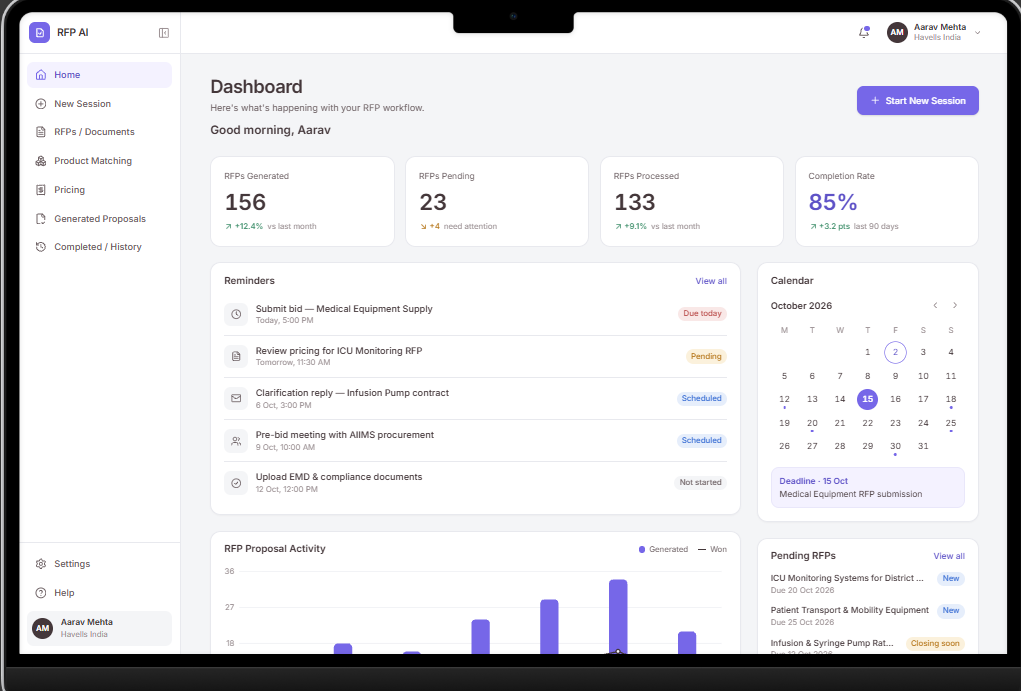 RFP AI
Aarav Mehta
Havells India
AM
Home
New Session
RFPs / Documents
Product Matching
Pricing
Generated Proposals
Completed / History
Settings
Help
AM
Aarav Mehta
Havells India
Dashboard
Here's what's happening with your RFP workflow.
Good morning, Aarav
+ Start New Session
RFPs Generated
156
+12.4% vs last month
RFPs Pending
23
+4 need attention
RFPs Processed
133
+9.1% vs last month
Completion Rate
85%
+3.2 pts last 90 days
Reminders View all
Submit bid — Medical Equipment Supply
Today, 5:00 PM
Due today
Review pricing for ICU Monitoring RFP
Tomorrow, 11:30 AM
Pending
Clarification reply — Infusion Pump contract
6 Oct, 3:00 PM
Scheduled
Pre-bid meeting with AIIMS procurement
9 Oct, 10:00 AM
Scheduled
Upload EMD & compliance documents
12 Oct, 12:00 PM
Not started
Calendar
October 2026
M T W T F S S
1 2 3 4
5 6 7 8 9 10 11
12 13 14 15 16 17 18
19 20 21 22 23 24 25
26 27 28 29 30 31
Deadline · 15 Oct
Medical Equipment RFP submission
RFP Proposal Activity
Generated Won
36
27
18
Pending RFPs View all
ICU Monitoring Systems for District ...
New
Due 20 Oct 2026
Patient Transport & Mobility Equipment
New
Due 25 Oct 2026
Infusion & Syringe Pump Rat...
Closing soon
Due 12 Oct 2026